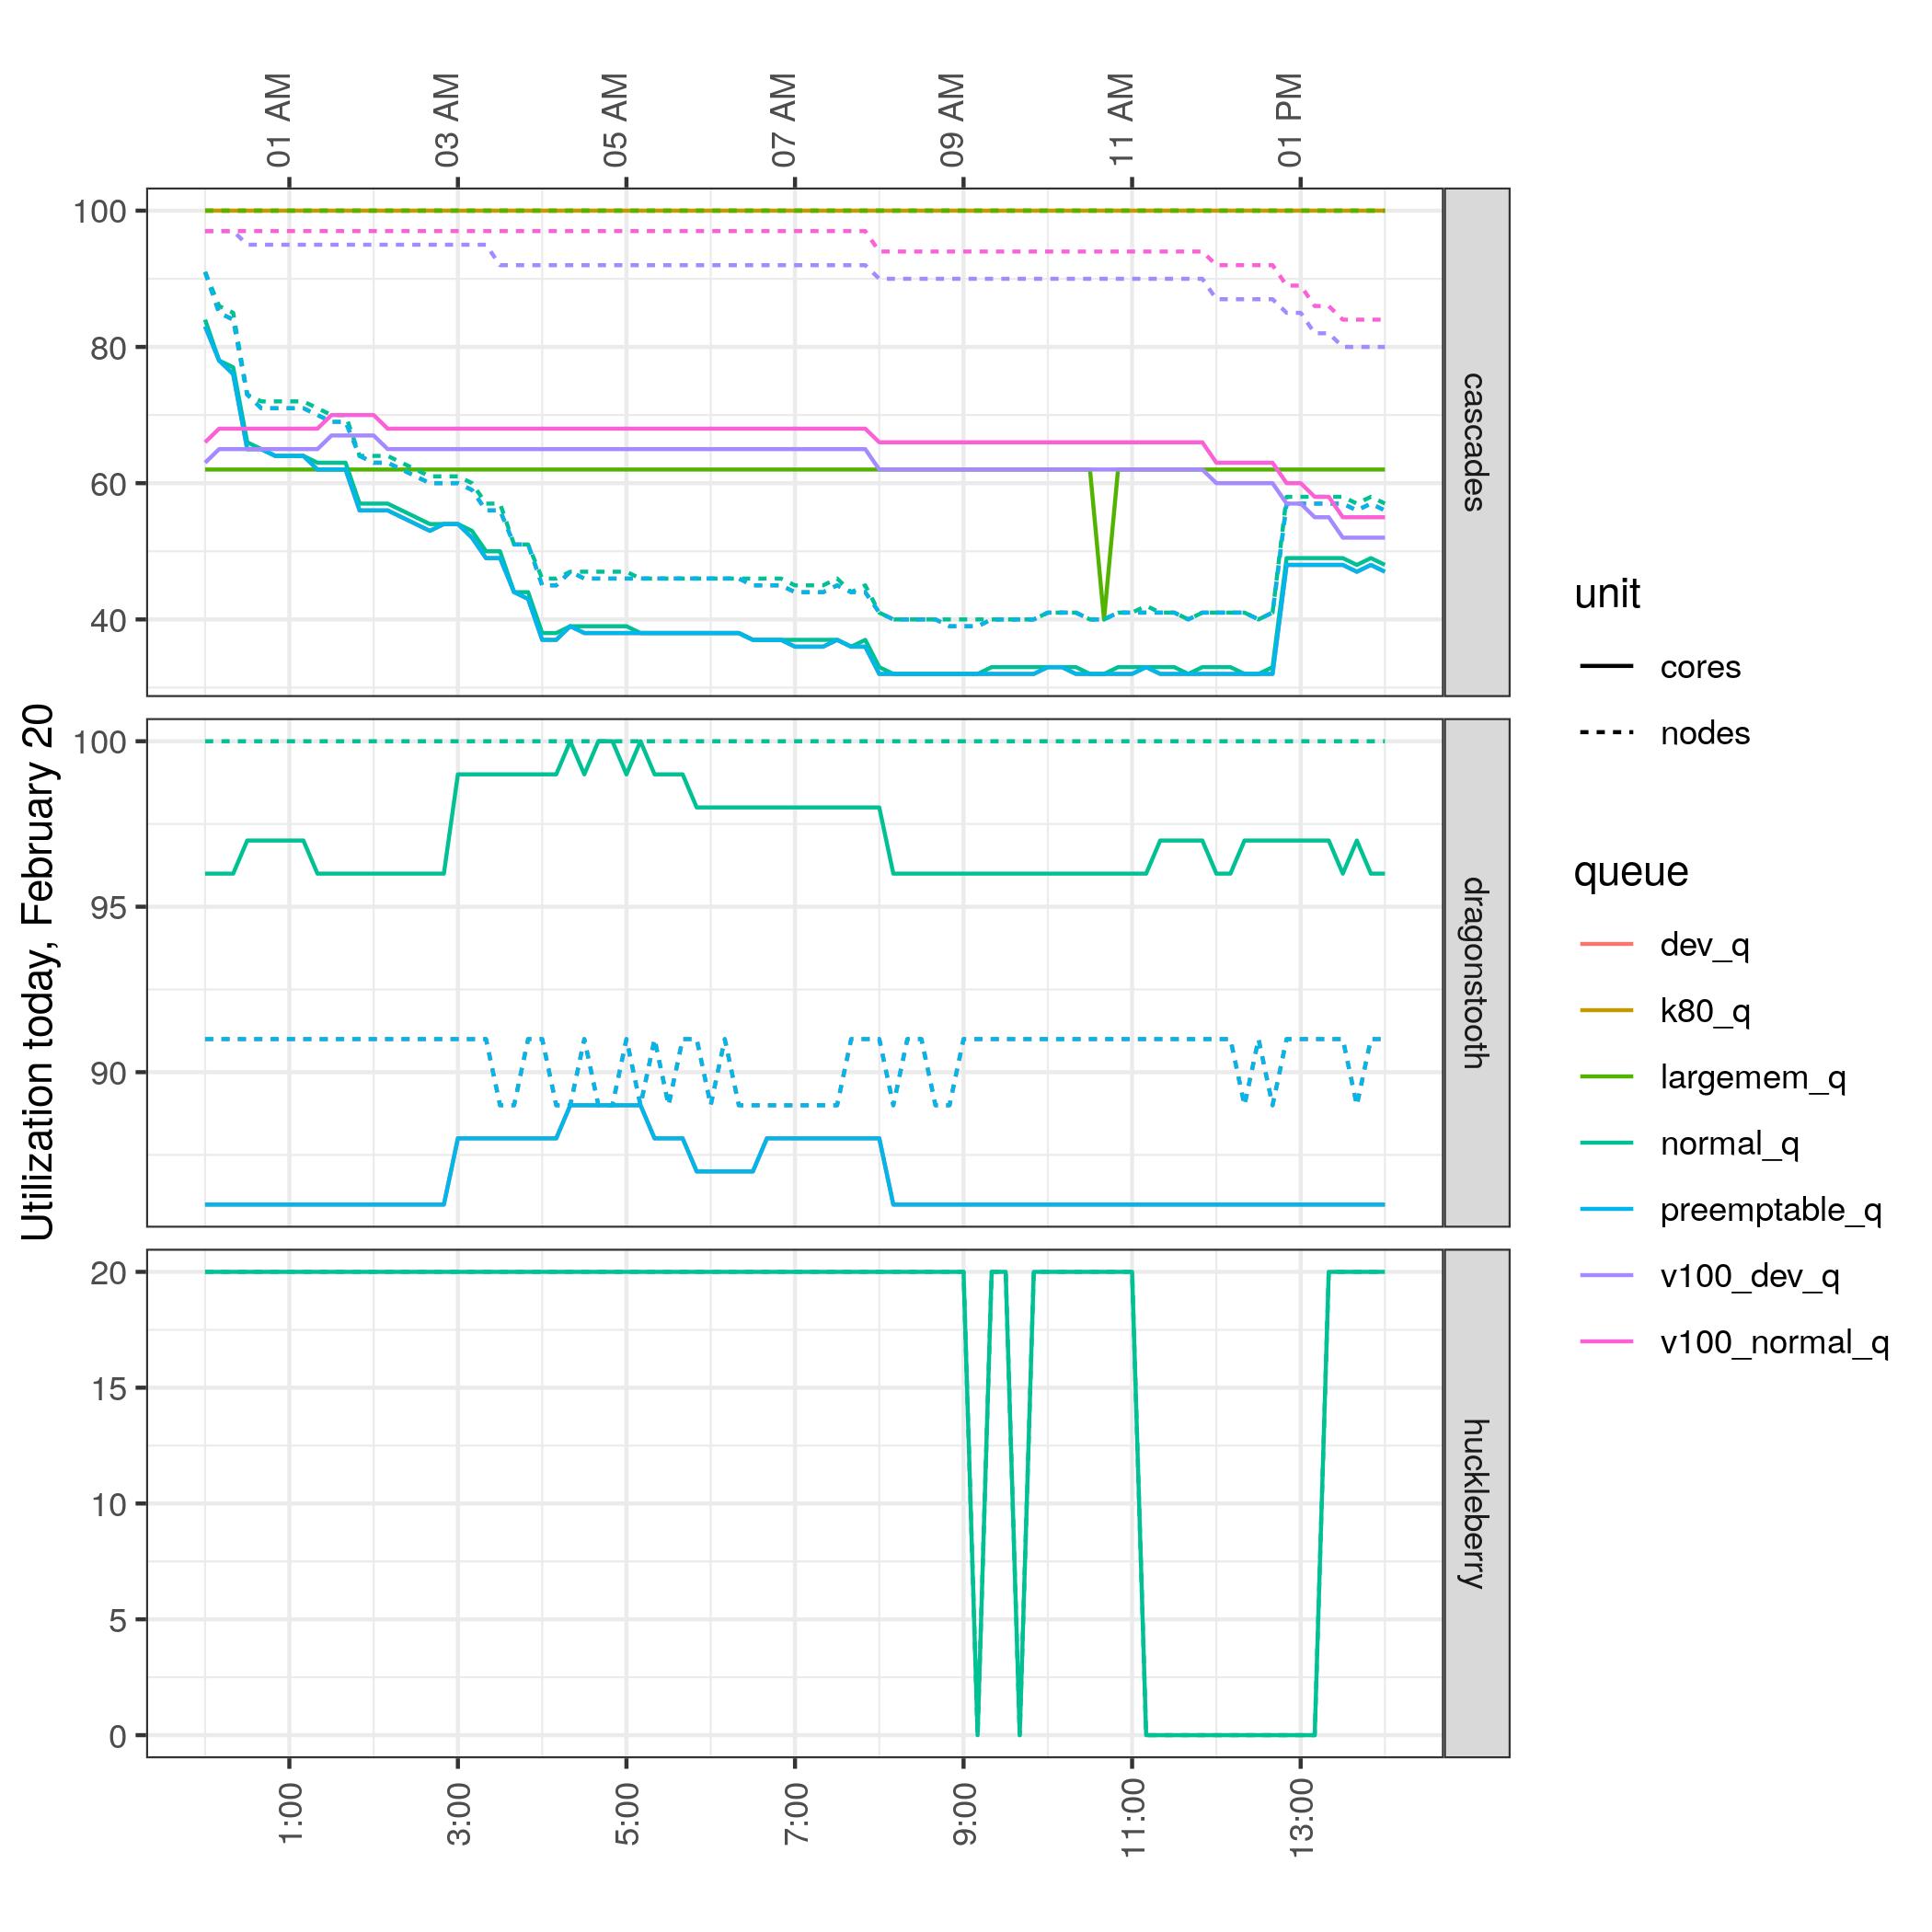 01 AM
03 AM
05 AM
07 AM
09 AM
11 AM
01 PM
Utilization today, February 20
100
80
60
40
cascades
100
95
90
dragonstooth
20
15
10
5
0
huckleberry
1:00
3:00
5:00
7:00
9:00
11:00
13:00
unit
cores
nodes
queue
dev_q
k80_q
largemem_q
normal_q
preemptable_q
v100_dev_q
v100_normal_q